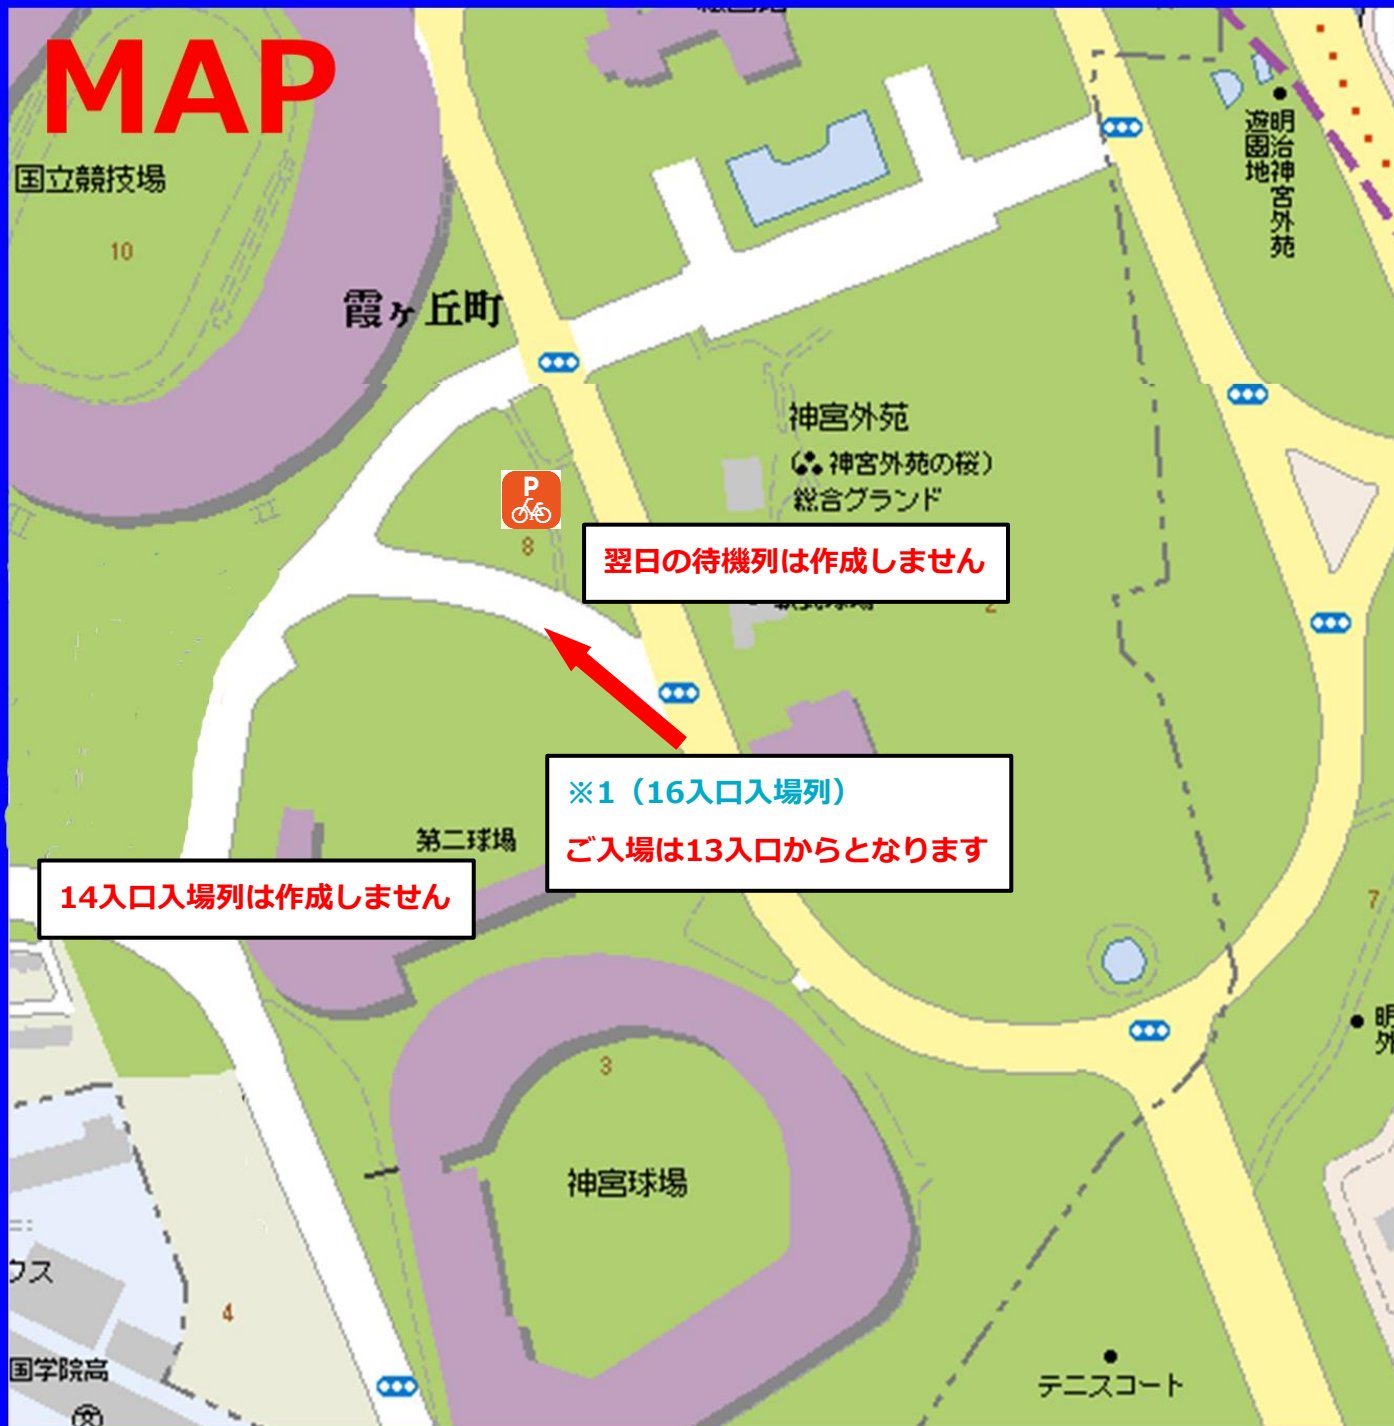 MAP
国立競技場
10
霞ヶ丘町
明治神宮外苑
遊園地
神宮外苑
(神宮外苑の桜)
総合グランド
P
8
翌日の待機列は作成しません
2
※1（16入口入場列）
ご入場は13入口からとなります
第二球場
14入口入場列は作成しません
7
3
神宮球場
ウス
4
国学院高
テニスコート